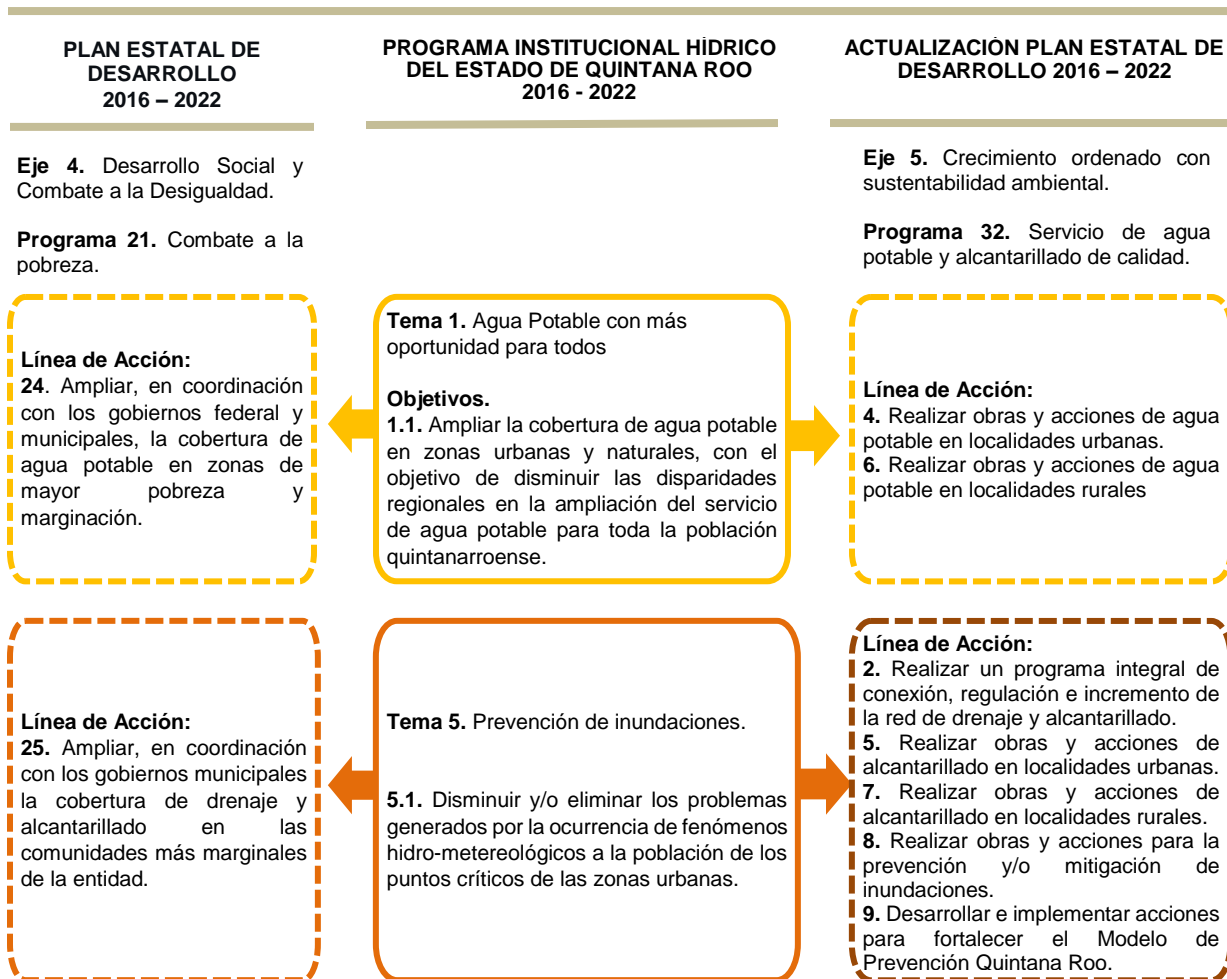 PLAN ESTATAL DE
DESARROLLO
2016 – 2022
PROGRAMA INSTITUCIONAL HÍDRICO
DEL ESTADO DE QUINTANA ROO
2016 - 2022
ACTUALIZACIÓN PLAN ESTATAL DE
DESARROLLO 2016 – 2022
Eje 4. Desarrollo Social y
Combate a la Desigualdad.
Programa 21. Combate a la
pobreza.
Eje 5. Crecimiento ordenado con
sustentabilidad ambiental.
Programa 32. Servicio de agua
potable y alcantarillado de calidad.
Línea de Acción:
24. Ampliar, en coordinación
con los gobiernos federal y
municipales, la cobertura de
agua potable en zonas de
mayor pobreza y
marginación.
Tema 1. Agua Potable con más
oportunidad para todos
Objetivos.
1.1. Ampliar la cobertura de agua potable
en zonas urbanas y naturales, con el
objetivo de disminuir las disparidades
regionales en la ampliación del servicio
de agua potable para toda la población
quintanarroense.
Línea de Acción:
4. Realizar obras y acciones de agua
potable en localidades urbanas.
6. Realizar obras y acciones de agua
potable en localidades rurales
Línea de Acción:
25. Ampliar, en coordinación
con los gobiernos municipales
la cobertura de drenaje y
alcantarillado en las
comunidades más marginales
de la entidad.
Tema 5. Prevención de inundaciones.
5.1. Disminuir y/o eliminar los problemas
generados por la ocurrencia de fenómenos
hidro-metereológicos a la población de los
puntos críticos de las zonas urbanas.
Línea de Acción:
2. Realizar un programa integral de
conexión, regulación e incremento de
la red de drenaje y alcantarillado.
5. Realizar obras y acciones de
alcantarillado en localidades urbanas.
7. Realizar obras y acciones de
alcantarillado en localidades rurales.
8. Realizar obras y acciones para la
prevención y/o mitigación de
inundaciones.
9. Desarrollar e implementar acciones
para fortalecer el Modelo de
Prevención Quintana Roo.